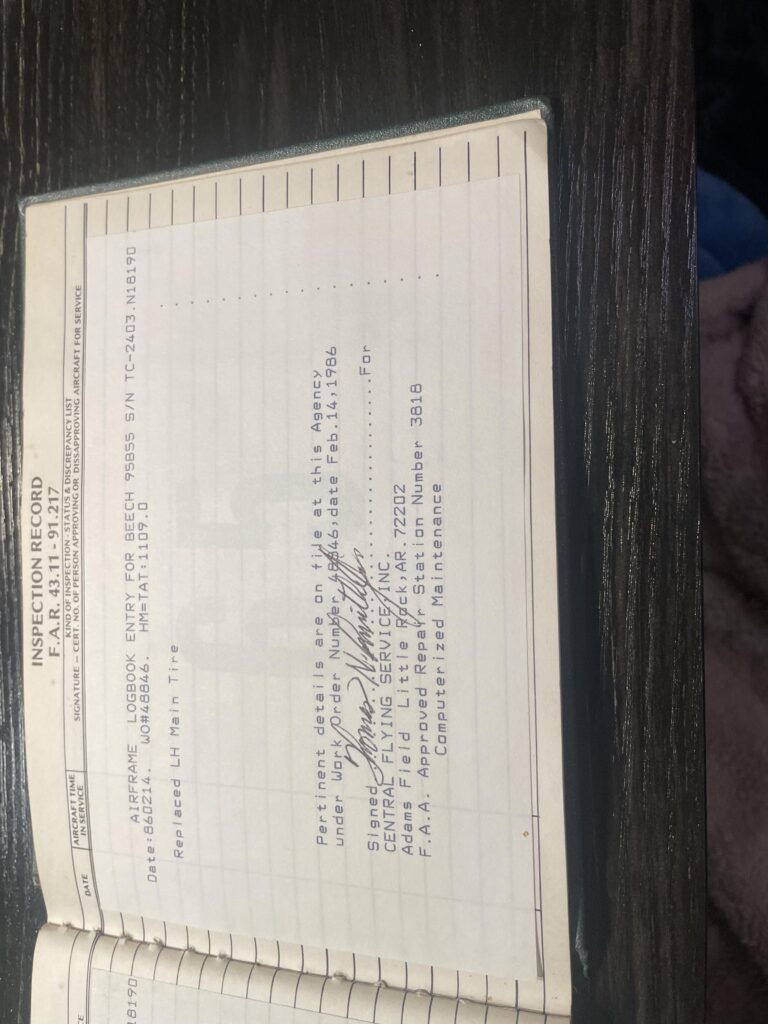 INSPECTION RECORD
F.A.R. 43.11 - 91.217
DATE
AIRCRAFT TIME
IN SERVICE
KIND OF INSPECTION - STATUS & DISCREPANCY LIST
SIGNATURE — CERT. NO. OF PERSON APPROVING OR DISSAPPROVING AIRCRAFT FOR SERVICE
AIRFRAME LOGBOOK ENTRY FOR BEECH 95B55 S/N TC-2403.N18190
Date:860214. WO#48846. HM=TAT:1109.0
Replaced LH Main Tire
Pertinent details are on file at this Agency
under Work Order Number 48846,date Feb.14,1986
Signed..............................For
CENTRAL FLYING SERVICE,INC.
Adams Field Little Rock,AR.72202
F.A.A. Approved Repair Station Number 3818
Computerized Maintenance
18190